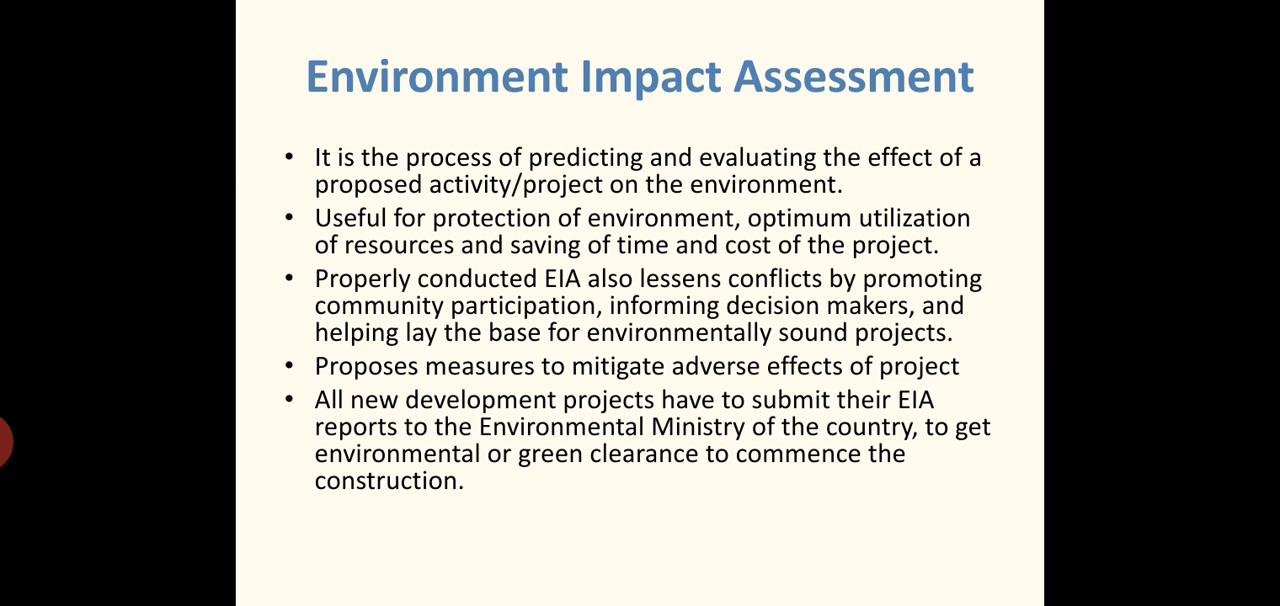 Environment Impact Assessment
• It is the process of predicting and evaluating the effect of a
proposed activity/project on the environment.
• Useful for protection of environment, optimum utilization
of resources and saving of time and cost of the project.
• Properly conducted EIA also lessens conflicts by promoting
community participation, informing decision makers, and
helping lay the base for environmentally sound projects.
• Proposes measures to mitigate adverse effects of project
• All new development projects have to submit their EIA
reports to the Environmental Ministry of the country, to get
environmental or green clearance to commence the
construction.